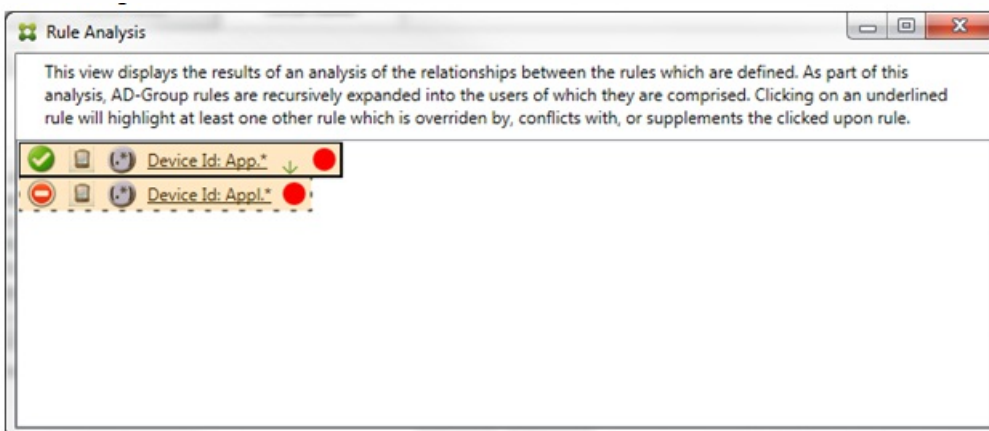 Rule Analysis
This view displays the results of an analysis of the relationships between the rules which are defined. As part of this
analysis, AD-Group rules are recursively expanded into the users of which they are comprised. Clicking on an underlined
rule will highlight at least one other rule which is overriden by, conflicts with, or supplements the clicked upon rule.
(.*) Device Id: App.*
(.*) Device Id: Appl.*